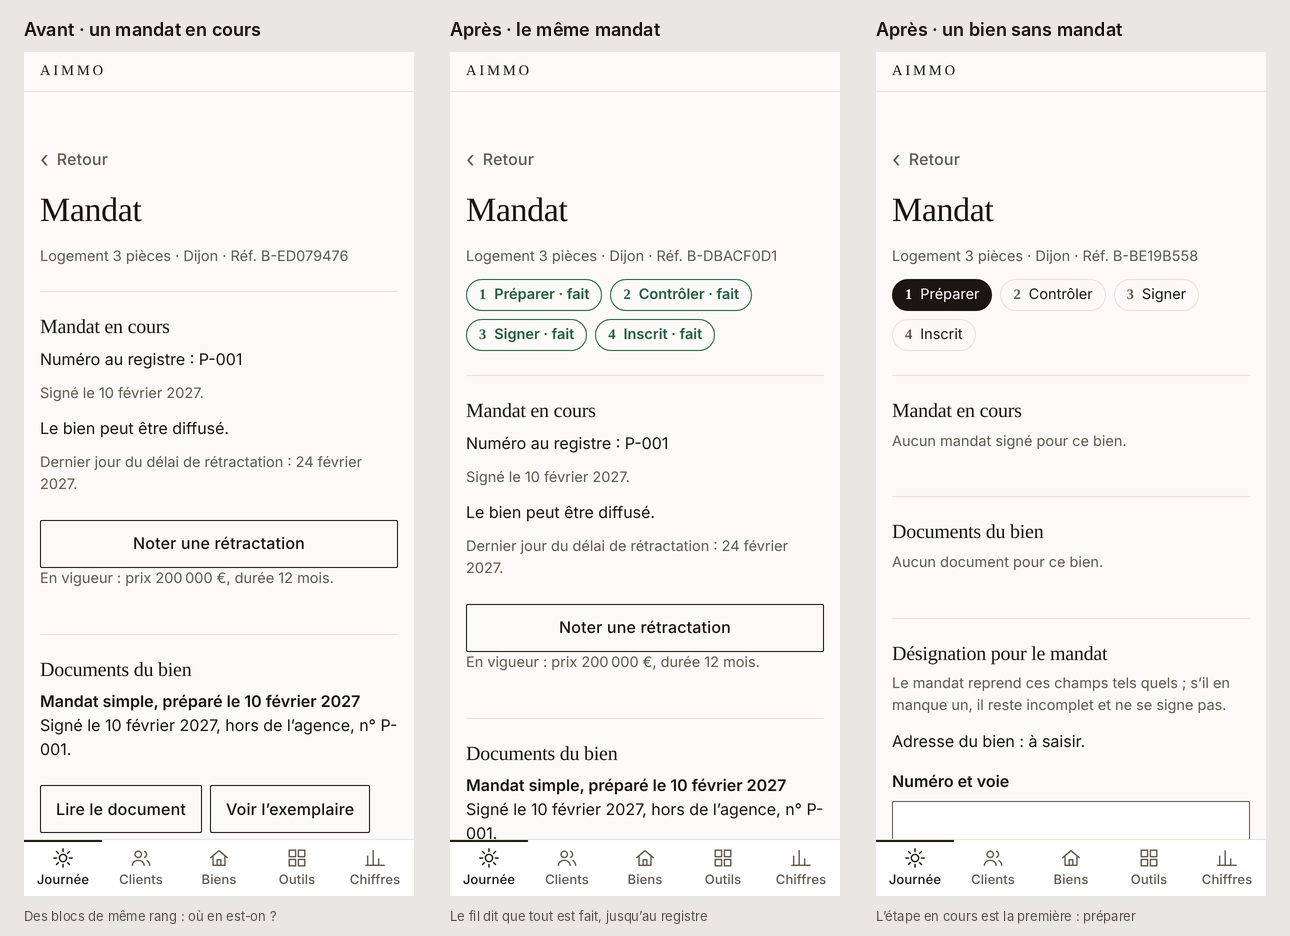 Avant · un mandat en cours
AIMMO
Retour
Mandat
Logement 3 pièces · Dijon · Réf. B-ED079476
Mandat en cours
Numéro au registre : P-001
Signé le 10 février 2027.
Le bien peut être diffusé.
Dernier jour du délai de rétractation : 24 février
2027.
Noter une rétractation
En vigueur : prix 200 000 €, durée 12 mois.
Documents du bien
Mandat simple, préparé le 10 février 2027
Signé le 10 février 2027, hors de l’agence, n° P-
001.
Lire le document
Voir l’exemplaire
Journée
Clients
Biens
Outils
Chiffres
Des blocs de même rang : où en est-on ?
Après · le même mandat
AIMMO
Retour
Mandat
Logement 3 pièces · Dijon · Réf. B-DBACF0D1
1 Préparer · fait
2 Contrôler · fait
3 Signer · fait
4 Inscrit · fait
Mandat en cours
Numéro au registre : P-001
Signé le 10 février 2027.
Le bien peut être diffusé.
Dernier jour du délai de rétractation : 24 février
2027.
Noter une rétractation
En vigueur : prix 200 000 €, durée 12 mois.
Documents du bien
Mandat simple, préparé le 10 février 2027
Signé le 10 février 2027, hors de l’agence, n° P-
001.
Journée
Clients
Biens
Outils
Chiffres
Le fil dit que tout est fait, jusqu’au registre
Après · un bien sans mandat
AIMMO
Retour
Mandat
Logement 3 pièces · Dijon · Réf. B-BE19B558
1 Préparer
2 Contrôler
3 Signer
4 Inscrit
Mandat en cours
Aucun mandat signé pour ce bien.
Documents du bien
Aucun document pour ce bien.
Désignation pour le mandat
Le mandat reprend ces champs tels quels ; s’il en
manque un, il reste incomplet et ne se signe pas.
Adresse du bien : à saisir.
Numéro et voie
Journée
Clients
Biens
Outils
Chiffres
L’étape en cours est la première : préparer